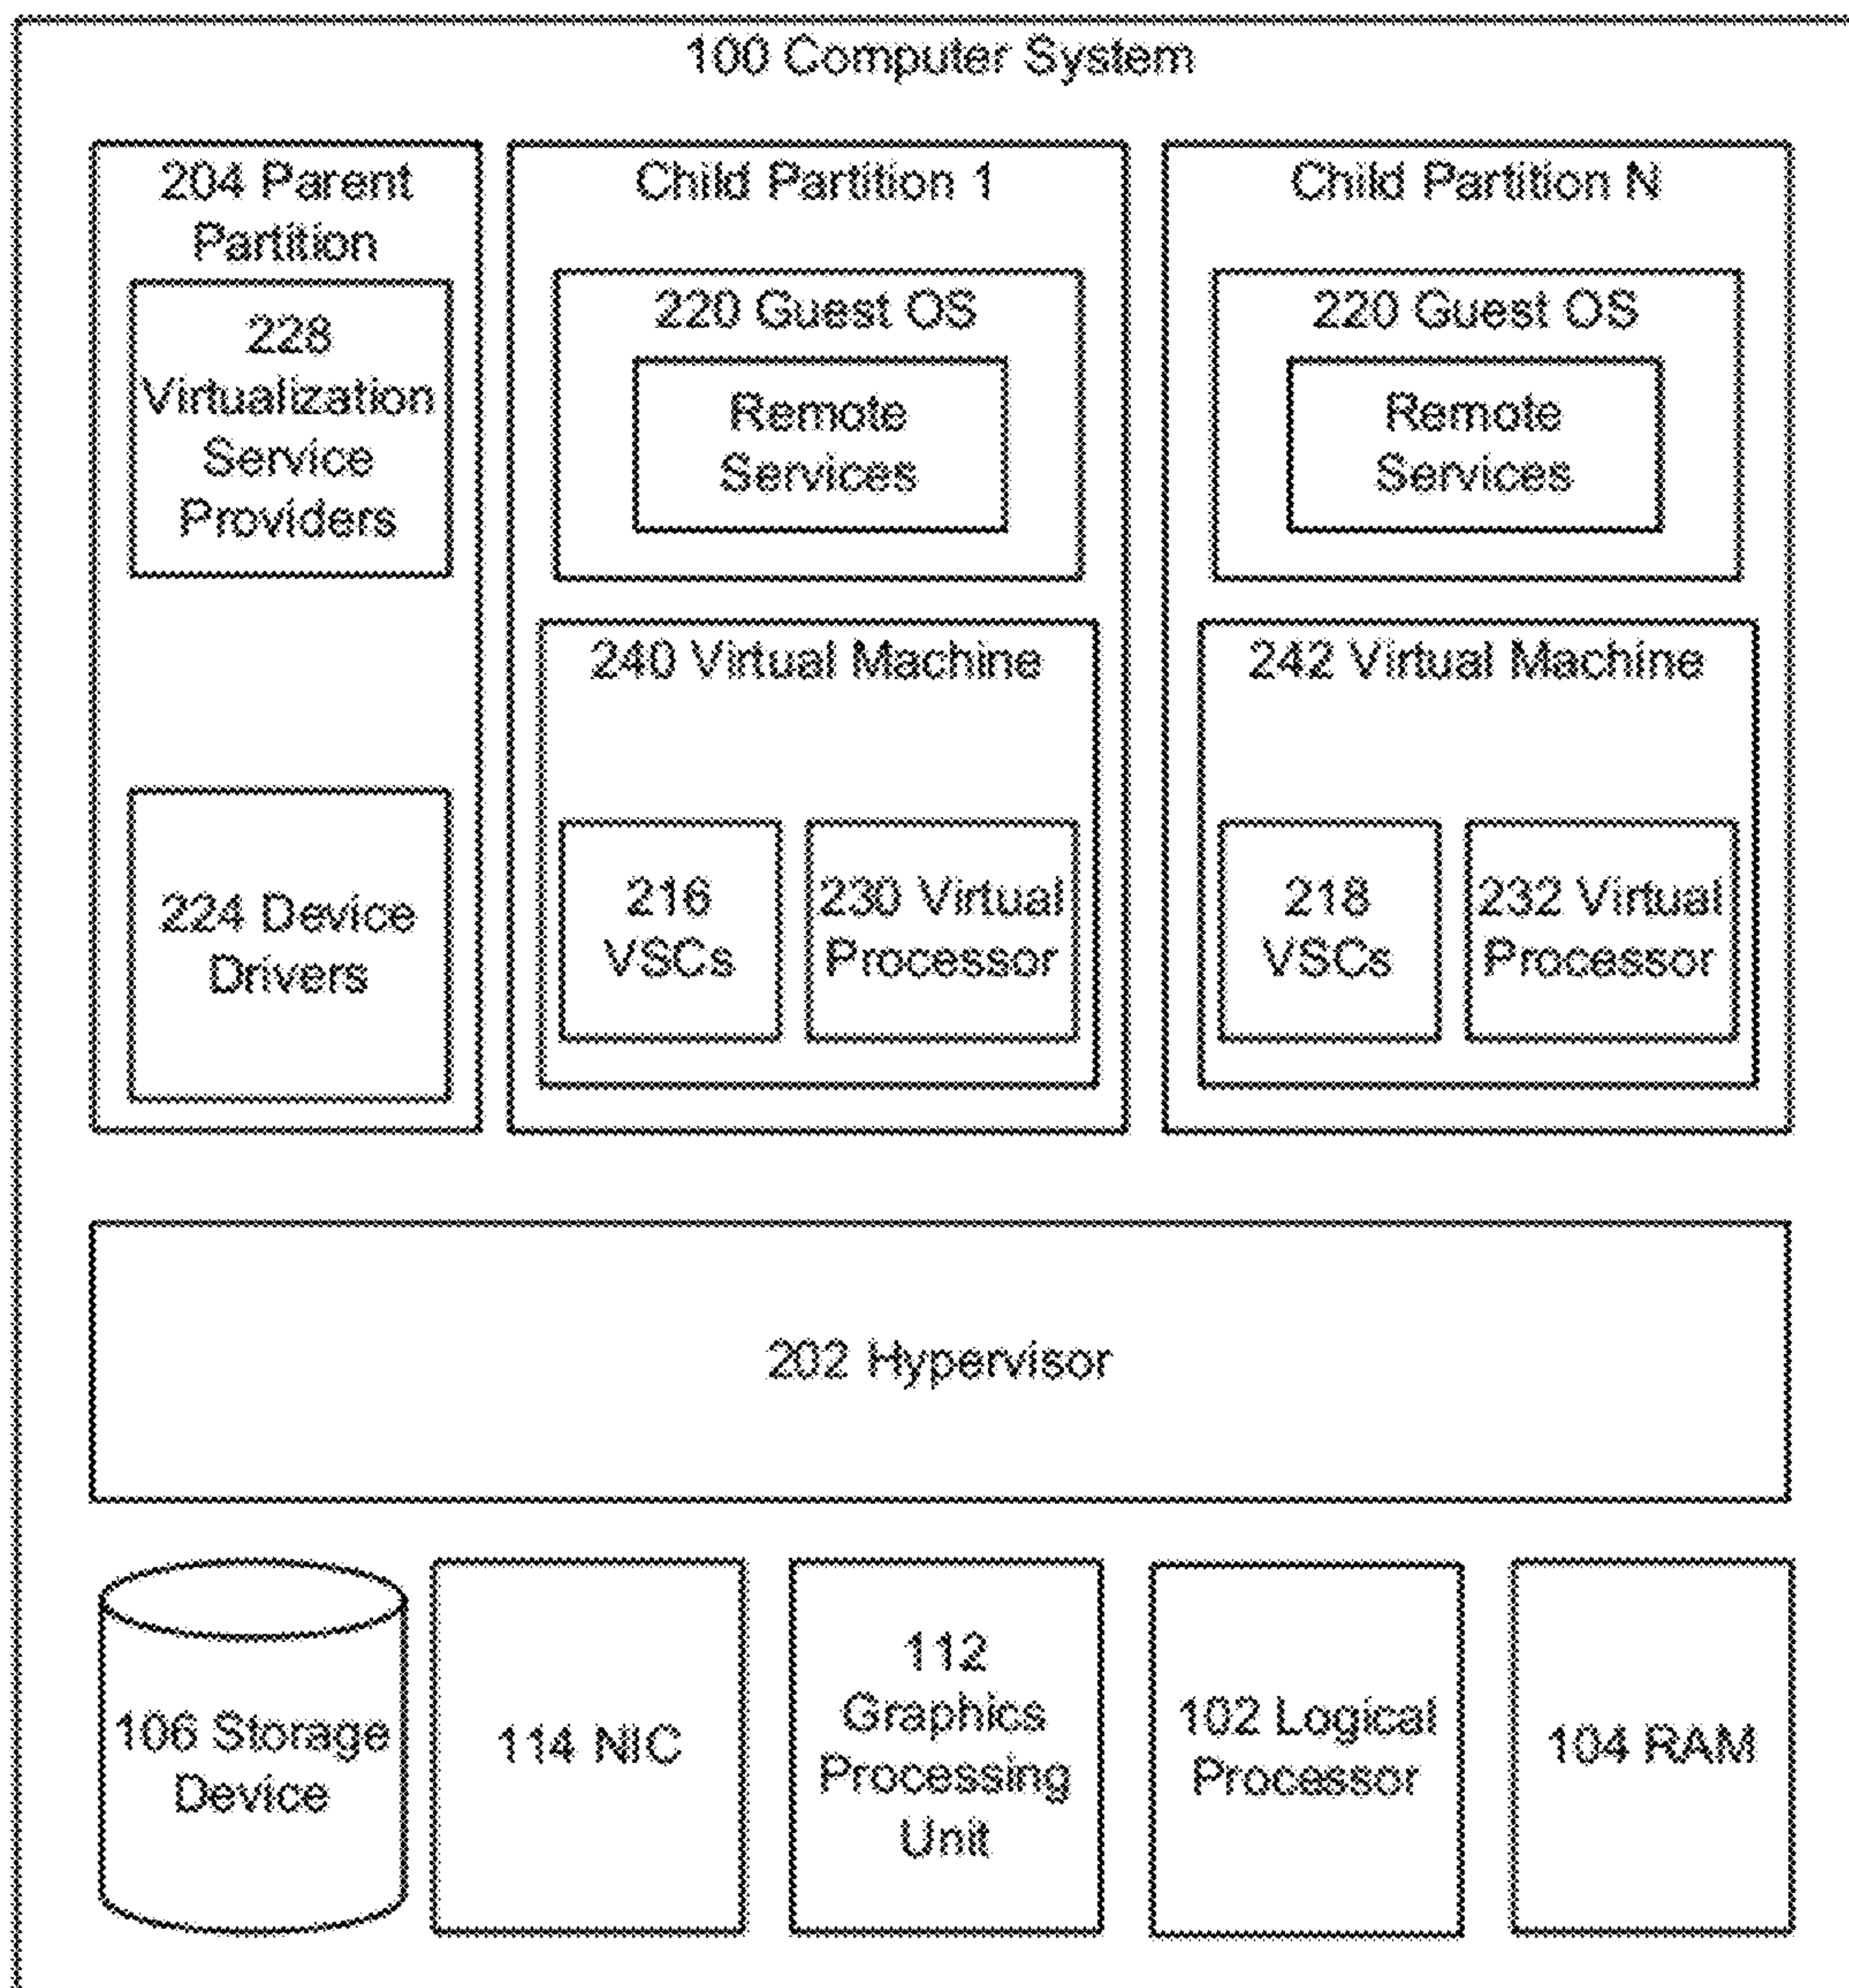 100 Computer System
204 Parent
Partition
228
Virtualization
Service
Providers
224 Device
Drivers
Child Partition 1
220 Guest OS
Remote
Services
240 Virtual Machine
216
VSCs
230 Virtual
Processor
Child Partition N
220 Guest OS
Remote
Services
242 Virtual Machine
218
VSCs
232 Virtual
Processor
202 Hypervisor
106 Storage
Device
114 NIC
112
Graphics
Processing
Unit
102 Logical
Processor
104 RAM